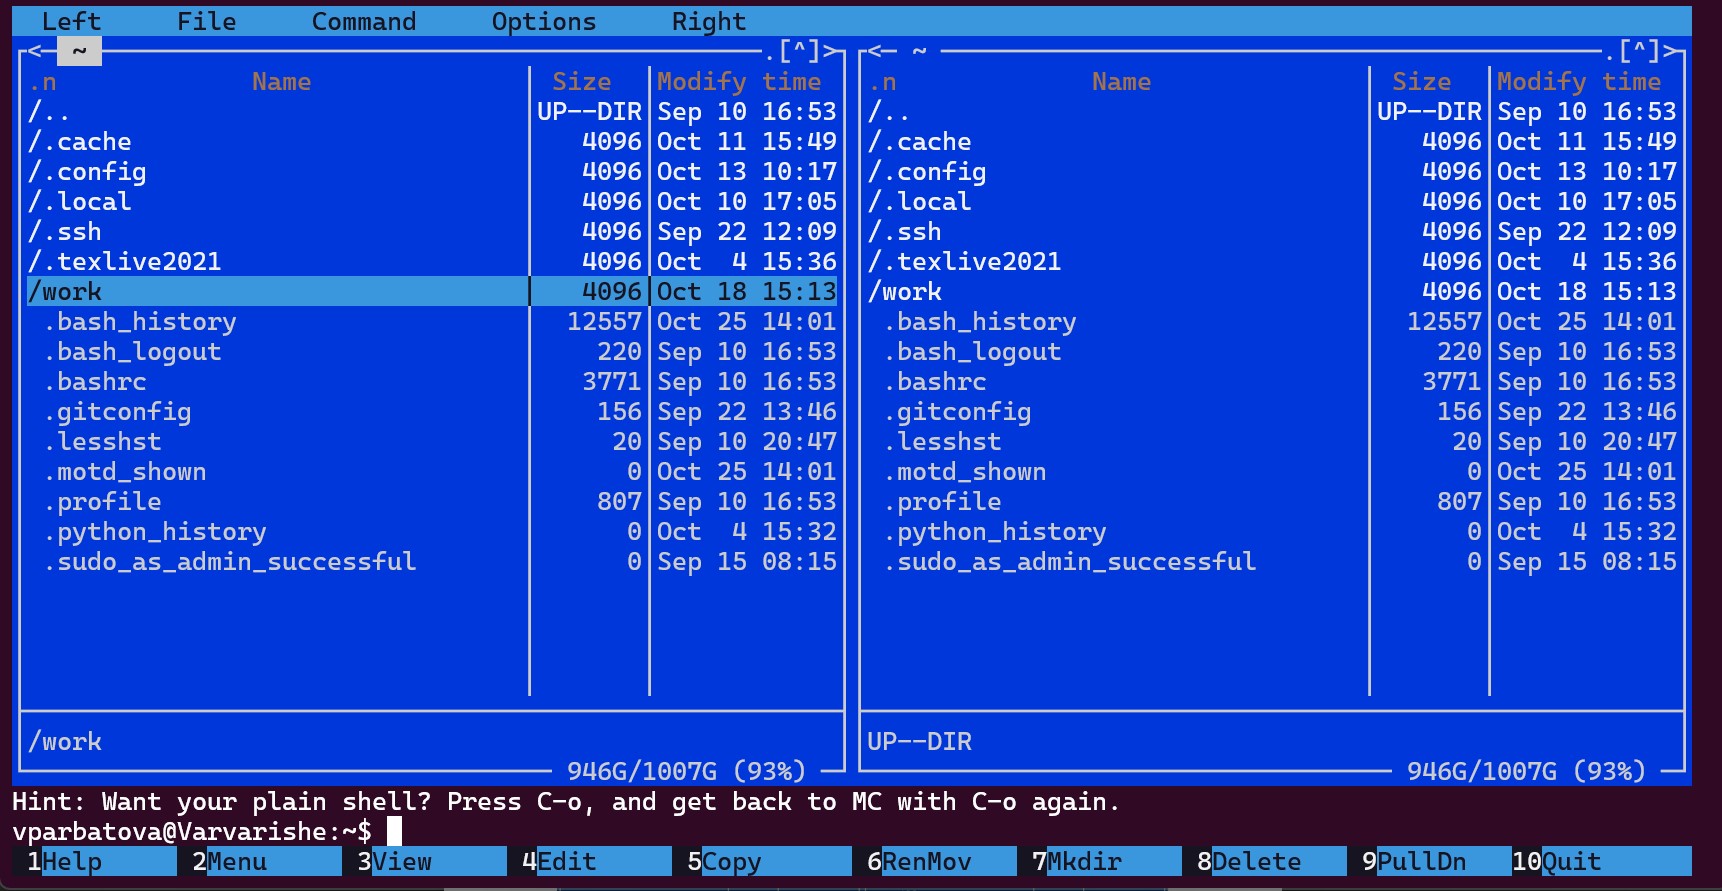 Left File Command Options Right
<─ ~ .[^]> <─ ~ .[^]>
.n Name Size Modify time .n Name Size Modify time
/.. UP--DIR Sep 10 16:53 /.. UP--DIR Sep 10 16:53
/.cache 4096 Oct 11 15:49 /.cache 4096 Oct 11 15:49
/.config 4096 Oct 13 10:17 /.config 4096 Oct 13 10:17
/.local 4096 Oct 10 17:05 /.local 4096 Oct 10 17:05
/.ssh 4096 Sep 22 12:09 /.ssh 4096 Sep 22 12:09
/.texlive2021 4096 Oct 4 15:36 /.texlive2021 4096 Oct 4 15:36
/work 4096 Oct 18 15:13 /work 4096 Oct 18 15:13
.bash_history 12557 Oct 25 14:01 .bash_history 12557 Oct 25 14:01
.bash_logout 220 Sep 10 16:53 .bash_logout 220 Sep 10 16:53
.bashrc 3771 Sep 10 16:53 .bashrc 3771 Sep 10 16:53
.gitconfig 156 Sep 22 13:46 .gitconfig 156 Sep 22 13:46
.lesshst 20 Sep 10 20:47 .lesshst 20 Sep 10 20:47
.motd_shown 0 Oct 25 14:01 .motd_shown 0 Oct 25 14:01
.profile 807 Sep 10 16:53 .profile 807 Sep 10 16:53
.python_history 0 Oct 4 15:32 .python_history 0 Oct 4 15:32
.sudo_as_admin_successful 0 Sep 15 08:15 .sudo_as_admin_successful 0 Sep 15 08:15
/work UP--DIR
946G/1007G (93%) 946G/1007G (93%)
Hint: Want your plain shell? Press C-o, and get back to MC with C-o again.
vparbatova@Varvarishe:~$
1Help 2Menu 3View 4Edit 5Copy 6RenMov 7Mkdir 8Delete 9PullDn 10Quit